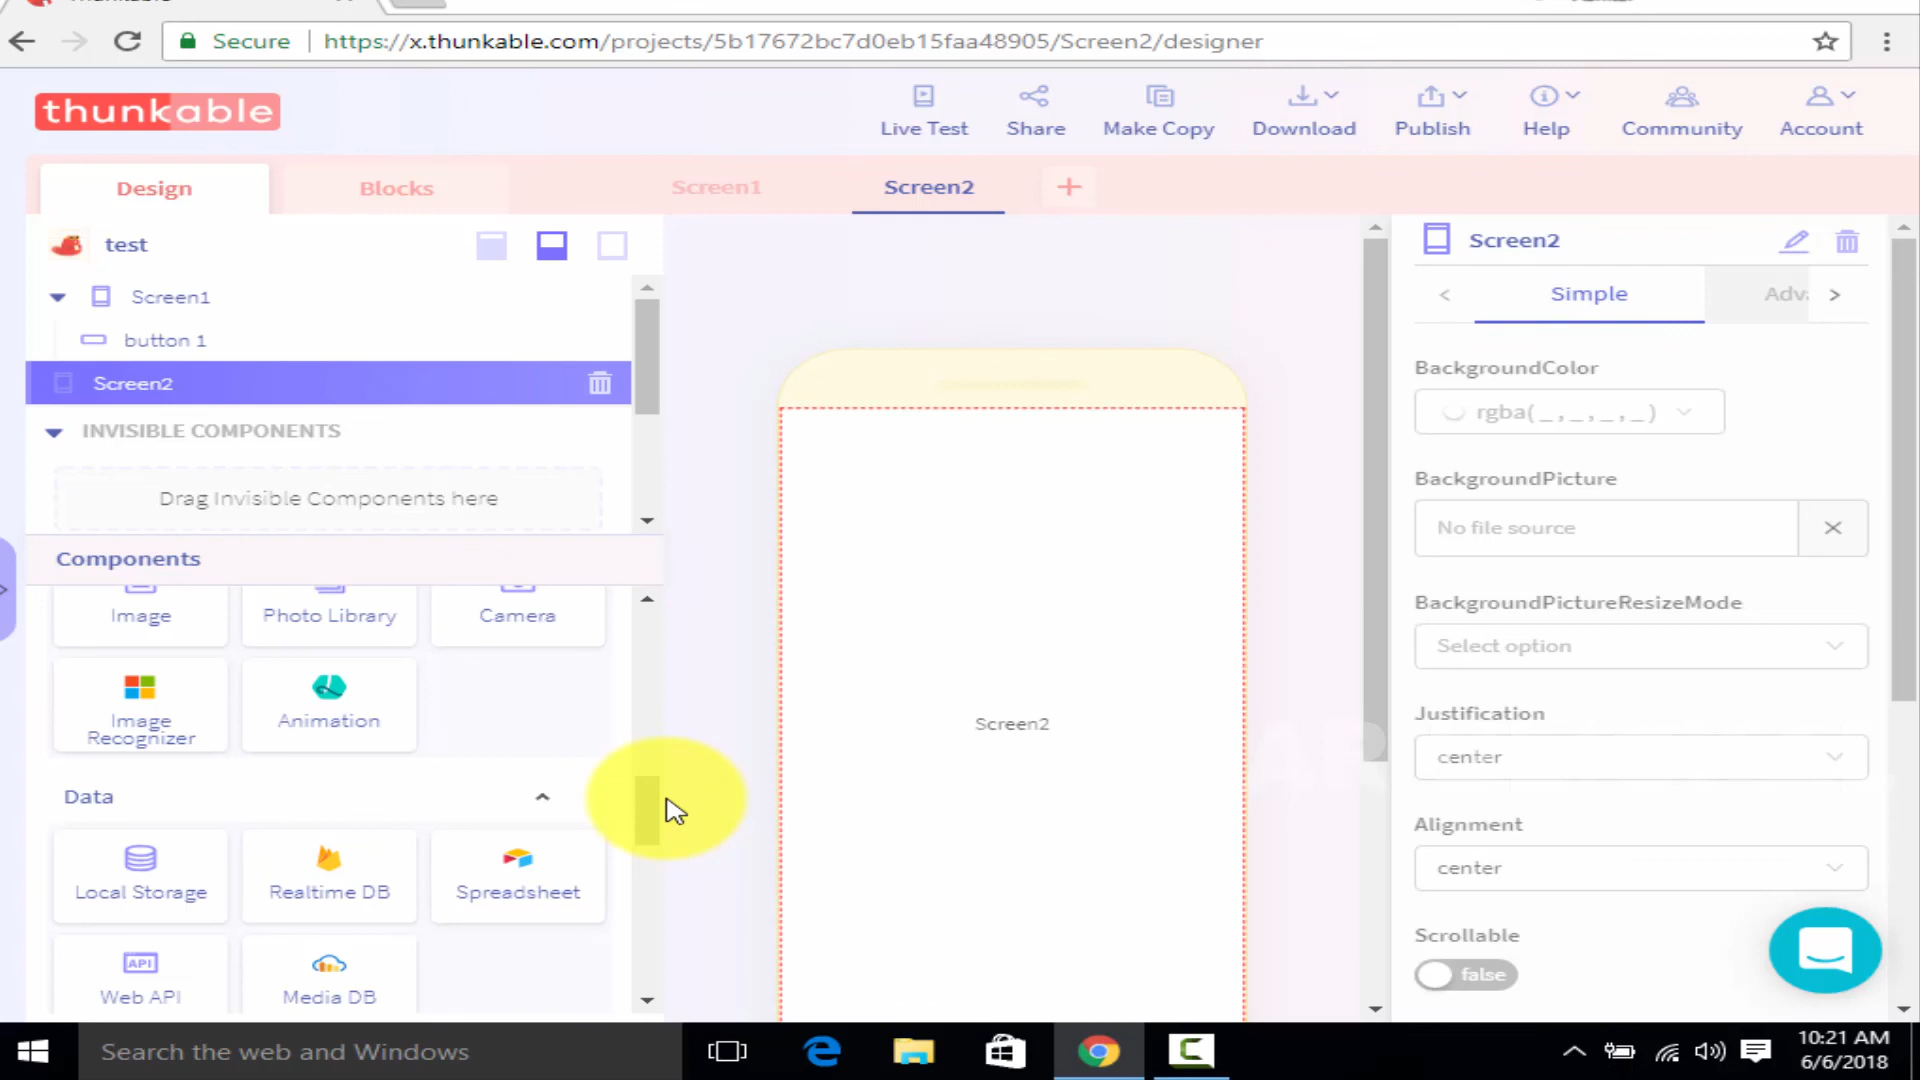 Secure https://x.thunkable.com/projects/5b17672bc7d0eb15faa48905/Screen2/designer
thunkable
Live Test
Share
Make Copy
Download
Publish
Help
Community
Account
Design
Blocks
Screen1
Screen2
+
test
Screen1
button 1
Screen2
INVISIBLE COMPONENTS
Drag Invisible Components here
Components
Image
Photo Library
Camera
Image Recognizer
Animation
Data
Local Storage
Realtime DB
Spreadsheet
API
Web API
Media DB
Screen2
Screen2
Simple
Adv
BackgroundColor
rgba(_,_,_,_)
BackgroundPicture
No file source
BackgroundPictureResizeMode
Select option
Justification
center
Alignment
center
Scrollable
false
Search the web and Windows
10:21 AM
6/6/2018